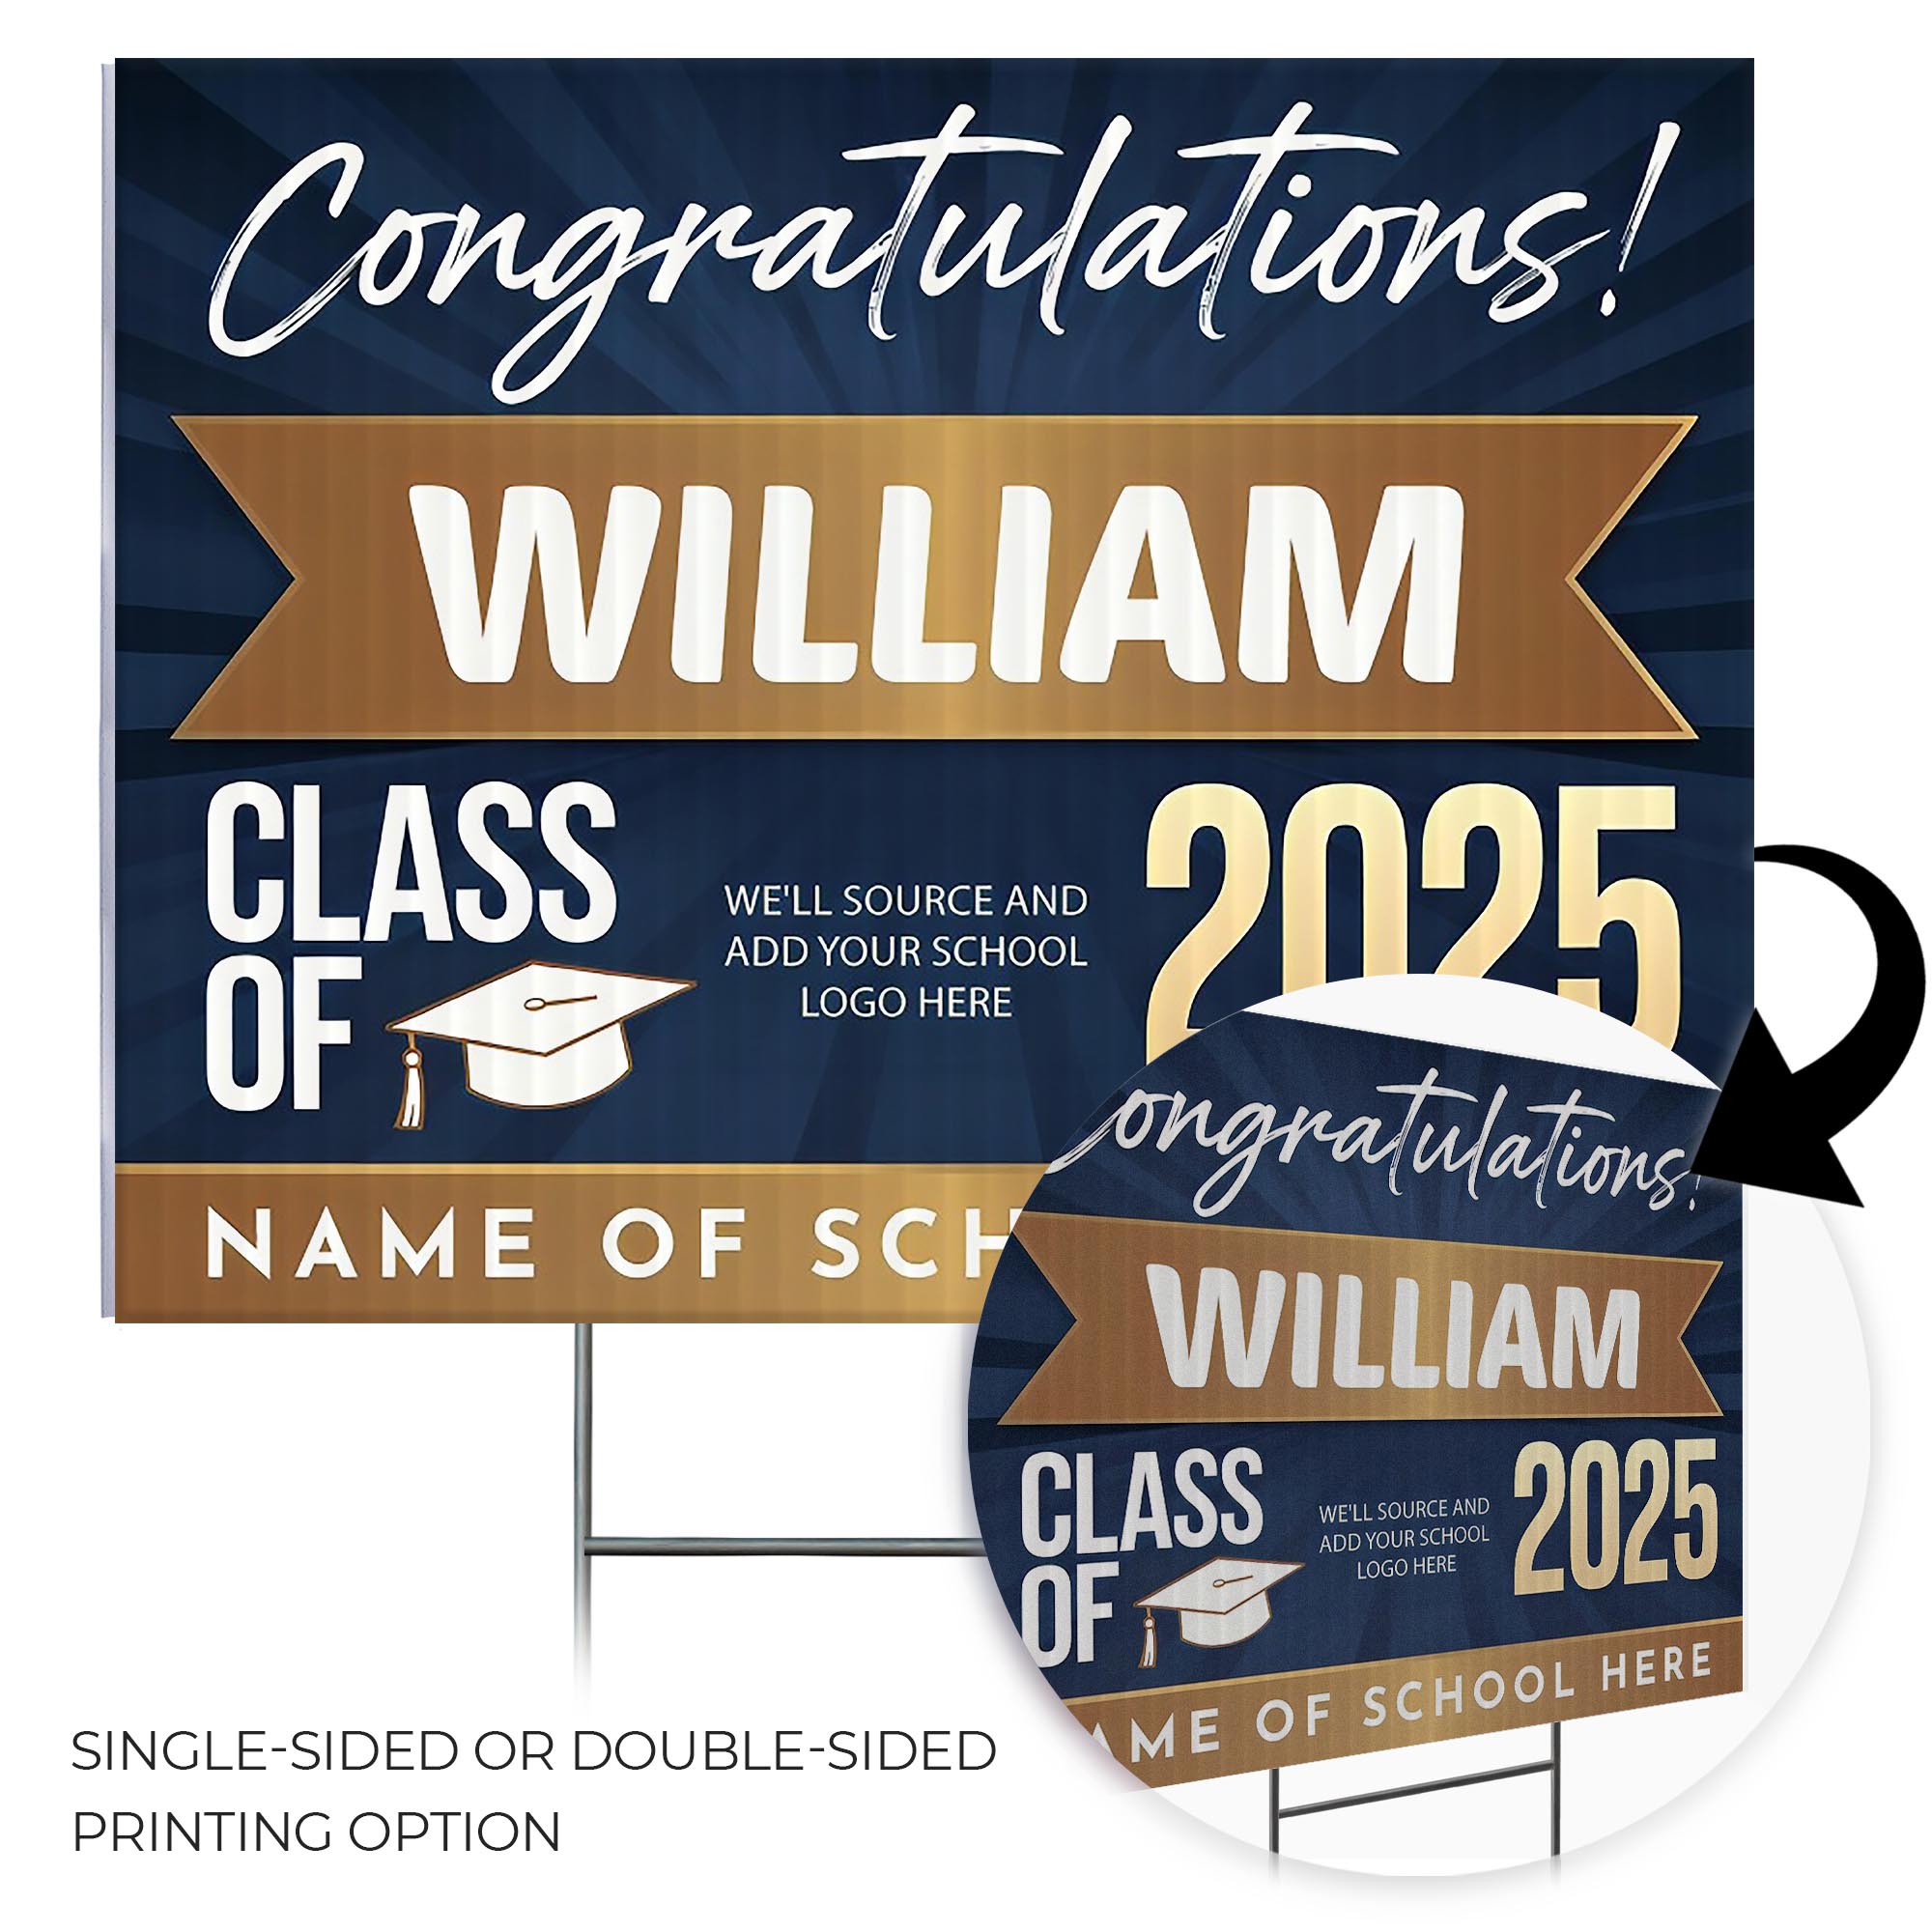 Congratulations!
WILLIAM
CLASS
OF
WE'LL SOURCE AND
ADD YOUR SCHOOL
LOGO HERE
2025
NAME OF SCH
ongratulations!
WILLIAM
CLASS
OF
WE'LL SOURCE AND
ADD YOUR SCHOOL
LOGO HERE
2025
AME OF SCHOOL HERE
SINGLE-SIDED OR DOUBLE-SIDED
PRINTING OPTION